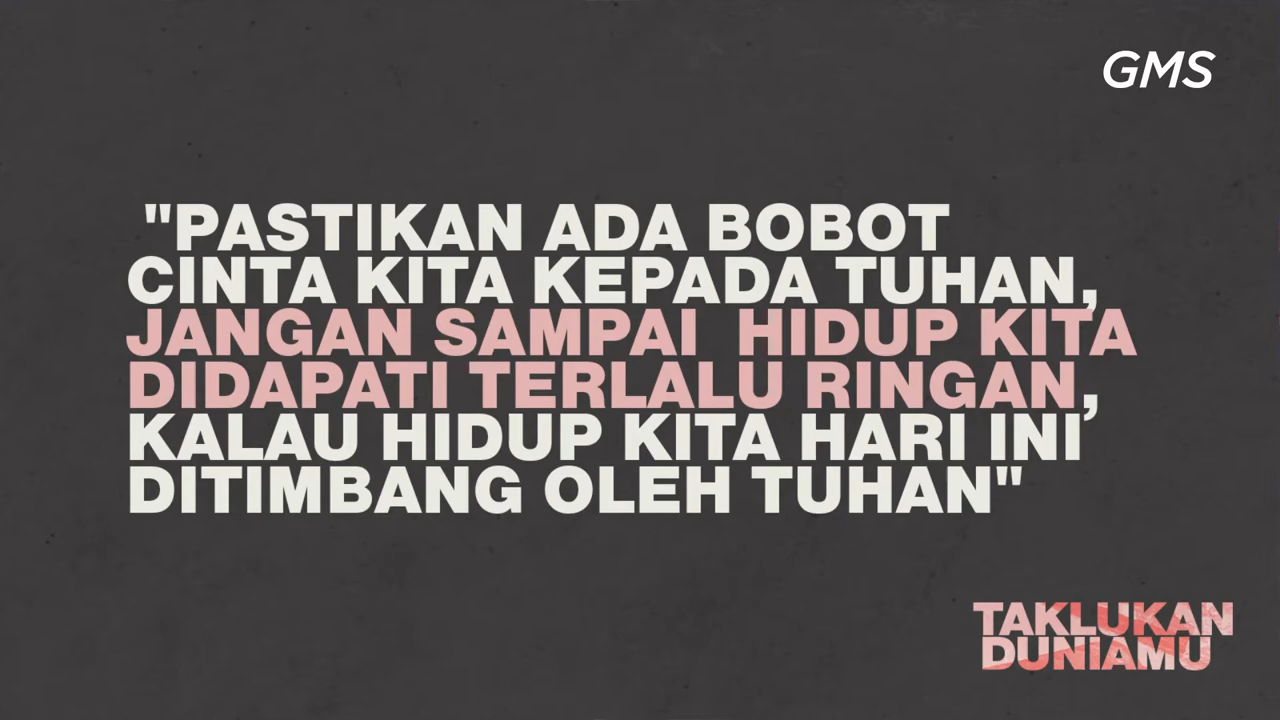 GMS
"PASTIKAN ADA BOBOT
CINTA KITA KEPADA TUHAN,
JANGAN SAMPAI HIDUP KITA
DIDAPATI TERLALU RINGAN,
KALAU HIDUP KITA HARI INI
DITIMBANG OLEH TUHAN"
TAKLUKAN
DUNIAMU